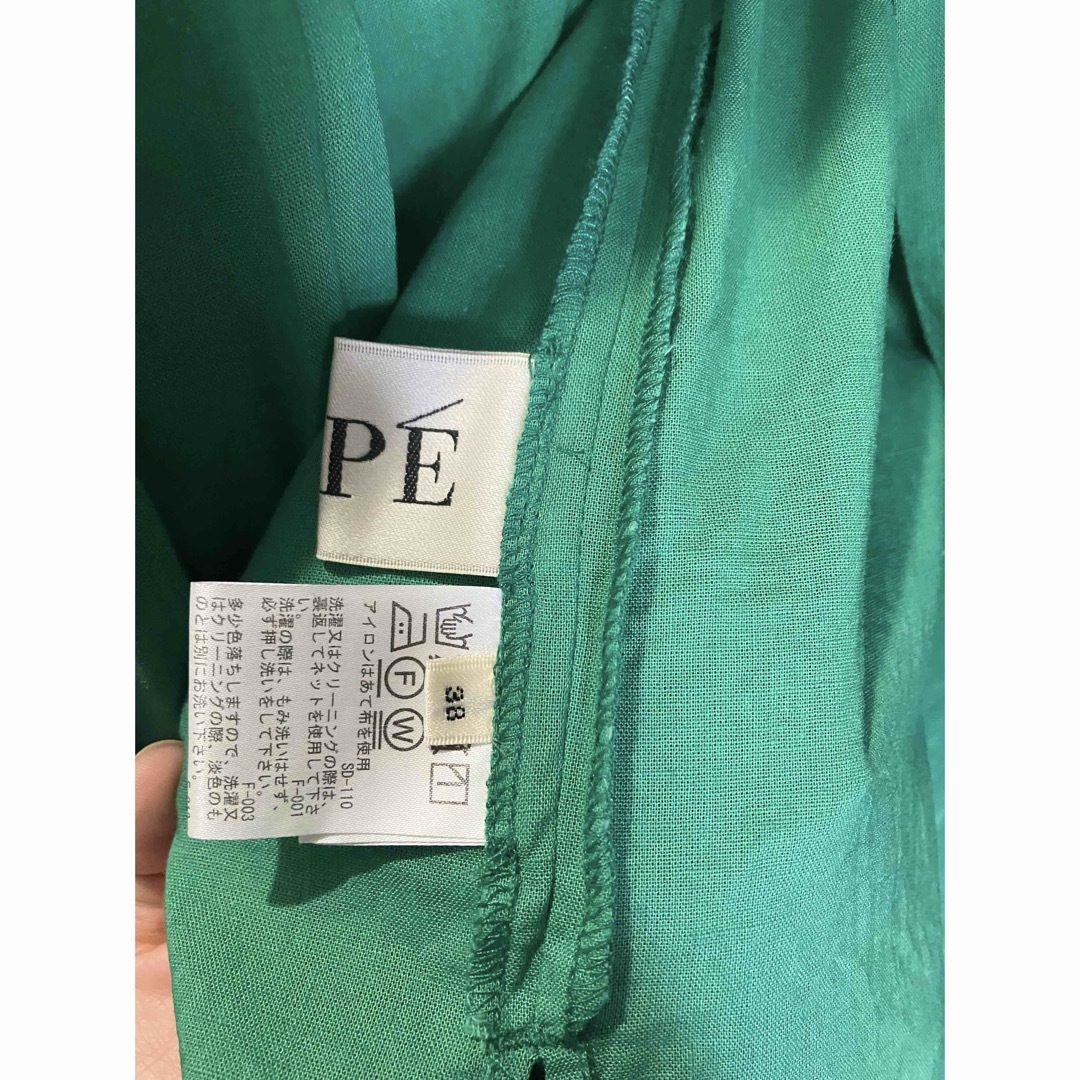 PÉ
38
F
W
アイロンはあて布を使用
SD-110
洗濯又はクリーニングの際は、
裏返してネットを使用して下さ
い。
F-001
洗濯の際は、もみ洗いはせず、
必ず押し洗いをして下さい。
F-003
多少色落ちしますので、洗濯又
はクリーニングの際、淡色のも
のとは別にお洗い下さい。